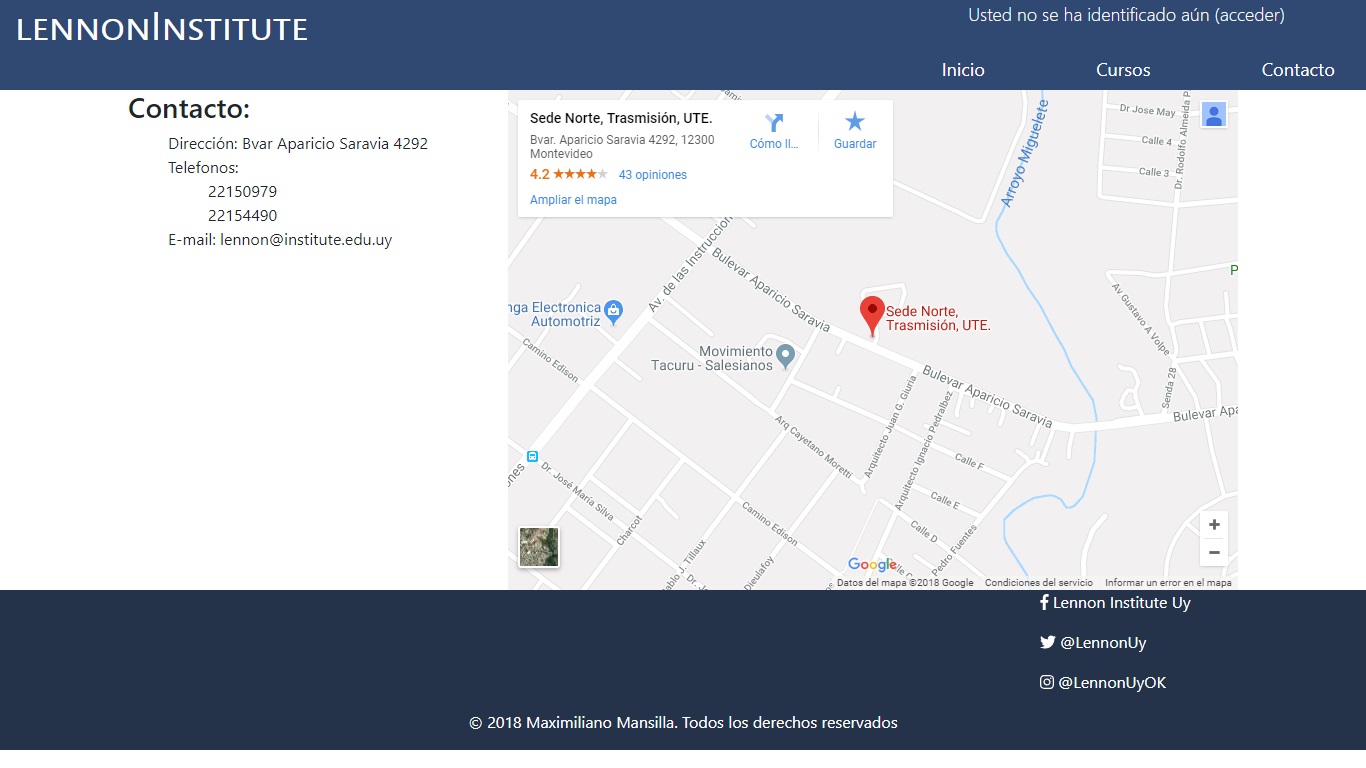 LENNONINSTITUTE
Usted no se ha identificado aún (acceder)
Inicio
Cursos
Contacto
Contacto:
Dirección: Bvar Aparicio Saravia 4292
Telefonos:
22150979
22154490
E-mail: lennon@institute.edu.uy
Sede Norte, Trasmisión, UTE.
Bvar. Aparicio Saravia 4292, 12300
Montevideo
4.2
43 opiniones
Ampliar el mapa
Cómo ll...
Guardar
Arroyo Miguelete
Dr Jose May
Calle 4
Calle 3
Dr. Rodolfo Almeida P
Av. de las Instruccion
Bulevar Aparicio Saravia
nga Electronica
Automotriz
Sede Norte,
Trasmisión, UTE.
Movimiento
Tacuru - Salesianos
Camino Edison
Av Gustavo A Volpe
Senda 28
P
Bulevar Aparicio Saravia
Bulevar Apa
Arquitecto Juan G. Giuria
Arquitecto Ignacio Pedralbez
Arq Cayetano Moretti
Calle F
Calle E
Calle D
Calle C
Pedro Fuentes
ones
Dr. José María Silva
Charcot
Camino Edison
ablo J. Tillaux
Dieulafoy
Dr. J
Google
+
−
Datos del mapa ©2018 Google
Condiciones del servicio
Informar un error en el mapa
Lennon Institute Uy
@LennonUy
@LennonUyOK
© 2018 Maximiliano Mansilla. Todos los derechos reservados